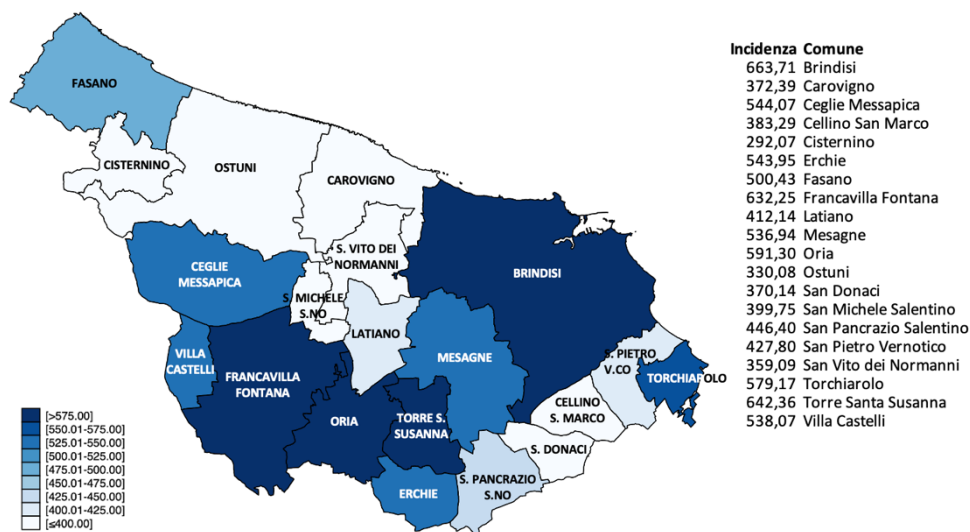 FASANO
CISTERNINO
OSTUNI
CAROVIGNO
S. VITO DEI
NORMANNI
CEGLIE
MESSAPICA
S. MICHELE
S.NO
BRINDISI
LATIANO
MESAGNE
VILLA
CASTELLI
FRANCAVILLA
FONTANA
S. PIETRO
V.CO
TORCHIAROLO
CELLINO
S. MARCO
ORIA
TORRE S.
SUSANNA
S. DONACI
S. PANCRAZIO
S.NO
ERCHIE
[>575.00]
[550.01-575.00]
[525.01-550.00]
[500.01-525.00]
[475.01-500.00]
[450.01-475.00]
[425.01-450.00]
[400.01-425.00]
[≤400.00]
Incidenza Comune
663,71 Brindisi
372,39 Carovigno
544,07 Ceglie Messapica
383,29 Cellino San Marco
292,07 Cisternino
543,95 Erchie
500,43 Fasano
632,25 Francavilla Fontana
412,14 Latiano
536,94 Mesagne
591,30 Oria
330,08 Ostuni
370,14 San Donaci
399,75 San Michele Salentino
446,40 San Pancrazio Salentino
427,80 San Pietro Vernotico
359,09 San Vito dei Normanni
579,17 Torchiarolo
642,36 Torre Santa Susanna
538,07 Villa Castelli